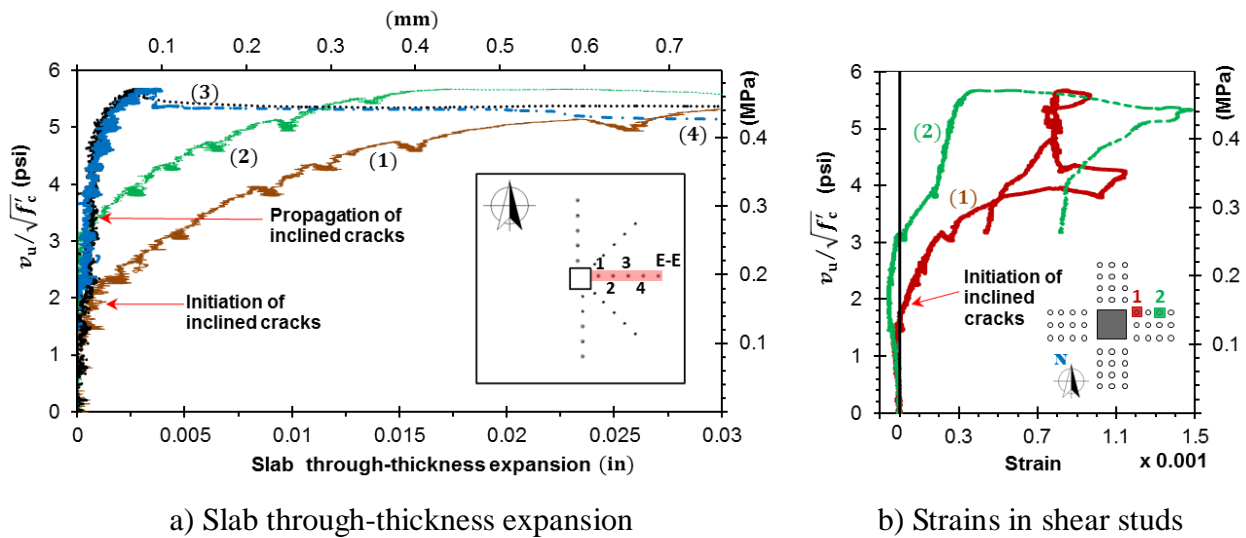 (mm)
0.1 0.2 0.3 0.4 0.5 0.6 0.7
6
5
4
3
2
1
0
v_u/√f′_c (psi)
(3)
(2)
(1)
(4)
Propagation of
inclined cracks
Initiation of
inclined cracks
1 3 E-E
2 4
(MPa)
0.4
0.3
0.2
0.1
0 0.005 0.01 0.015 0.02 0.025 0.03
Slab through-thickness expansion (in)
a) Slab through-thickness expansion
6
5
4
3
2
1
0
v_u/√f′_c (psi)
(2)
(1)
Initiation of
inclined
cracks
1 2
N
(MPa)
0.4
0.3
0.2
0.1
0 0.3 0.7 1.1 1.5
Strain x 0.001
b) Strains in shear studs